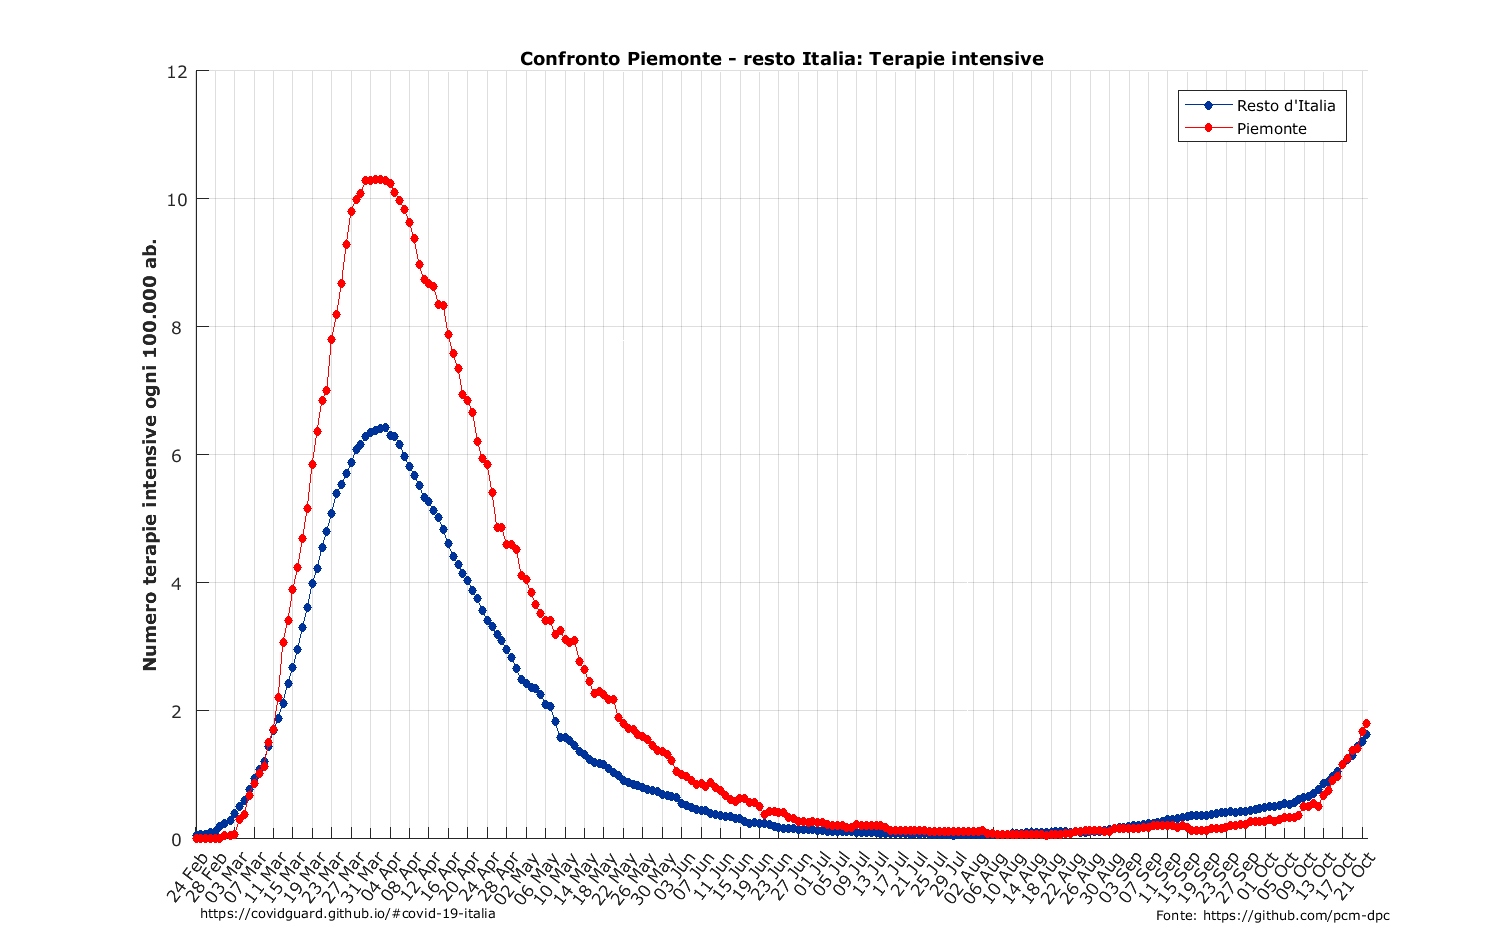 Confronto Piemonte - resto Italia: Terapie intensive
Resto d'Italia
Piemonte
Numero terapie intensive ogni 100.000 ab.
12
10
8
6
4
2
0
24 Feb
28 Feb
03 Mar
07 Mar
11 Mar
15 Mar
19 Mar
23 Mar
27 Mar
31 Mar
04 Apr
08 Apr
12 Apr
16 Apr
20 Apr
24 Apr
28 Apr
02 May
06 May
10 May
14 May
18 May
22 May
26 May
30 May
03 Jun
07 Jun
11 Jun
15 Jun
19 Jun
23 Jun
27 Jun
01 Jul
05 Jul
09 Jul
13 Jul
17 Jul
21 Jul
25 Jul
29 Jul
02 Aug
06 Aug
10 Aug
14 Aug
18 Aug
22 Aug
26 Aug
30 Aug
03 Sep
07 Sep
11 Sep
15 Sep
19 Sep
23 Sep
27 Sep
01 Oct
05 Oct
09 Oct
13 Oct
17 Oct
21 Oct
https://covidguard.github.io/#covid-19-italia
Fonte: https://github.com/pcm-dpc